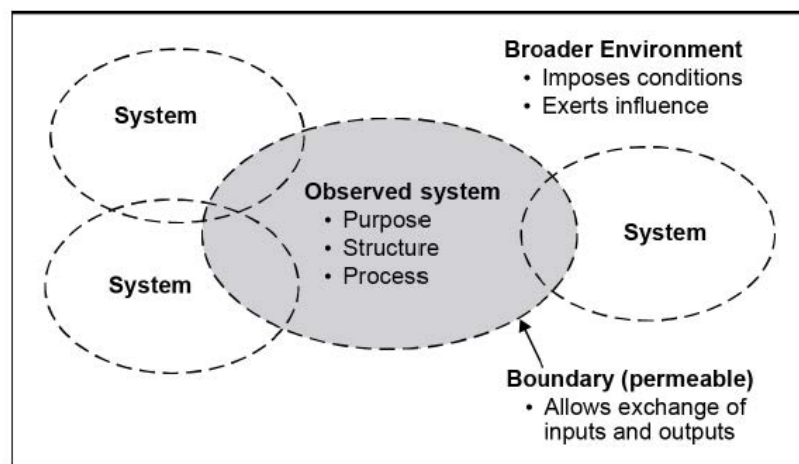 System
System
Observed system
• Purpose
• Structure
• Process
Broader Environment
• Imposes conditions
• Exerts influence
System
Boundary (permeable)
• Allows exchange of
inputs and outputs